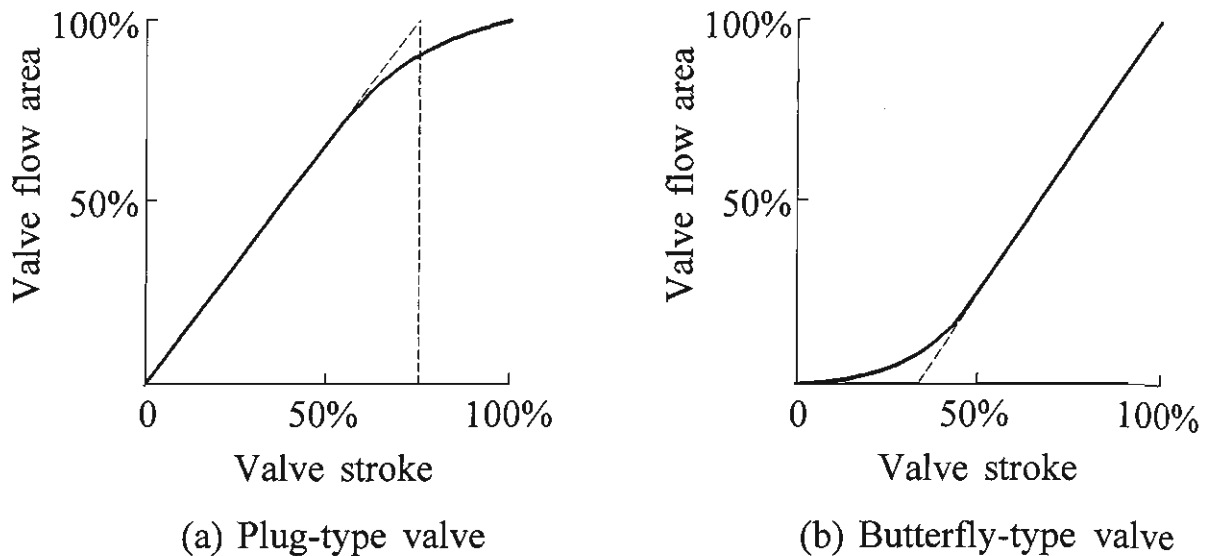 100%
50%
Valve flow area
0
50%
100%
Valve stroke
(a) Plug-type valve
100%
50%
Valve flow area
0
50%
100%
Valve stroke
(b) Butterfly-type valve